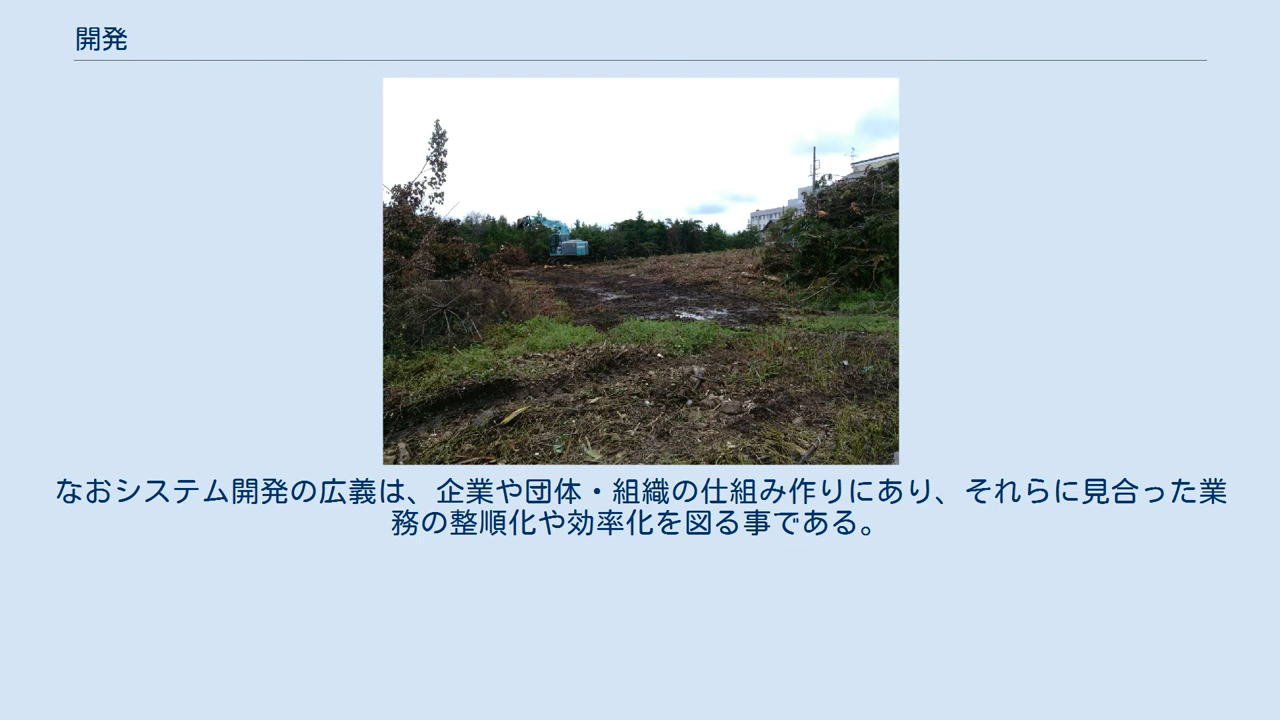 開発
なおシステム開発の広義は、企業や団体・組織の仕組み作りにあり、それらに見合った業
務の整順化や効率化を図る事である。